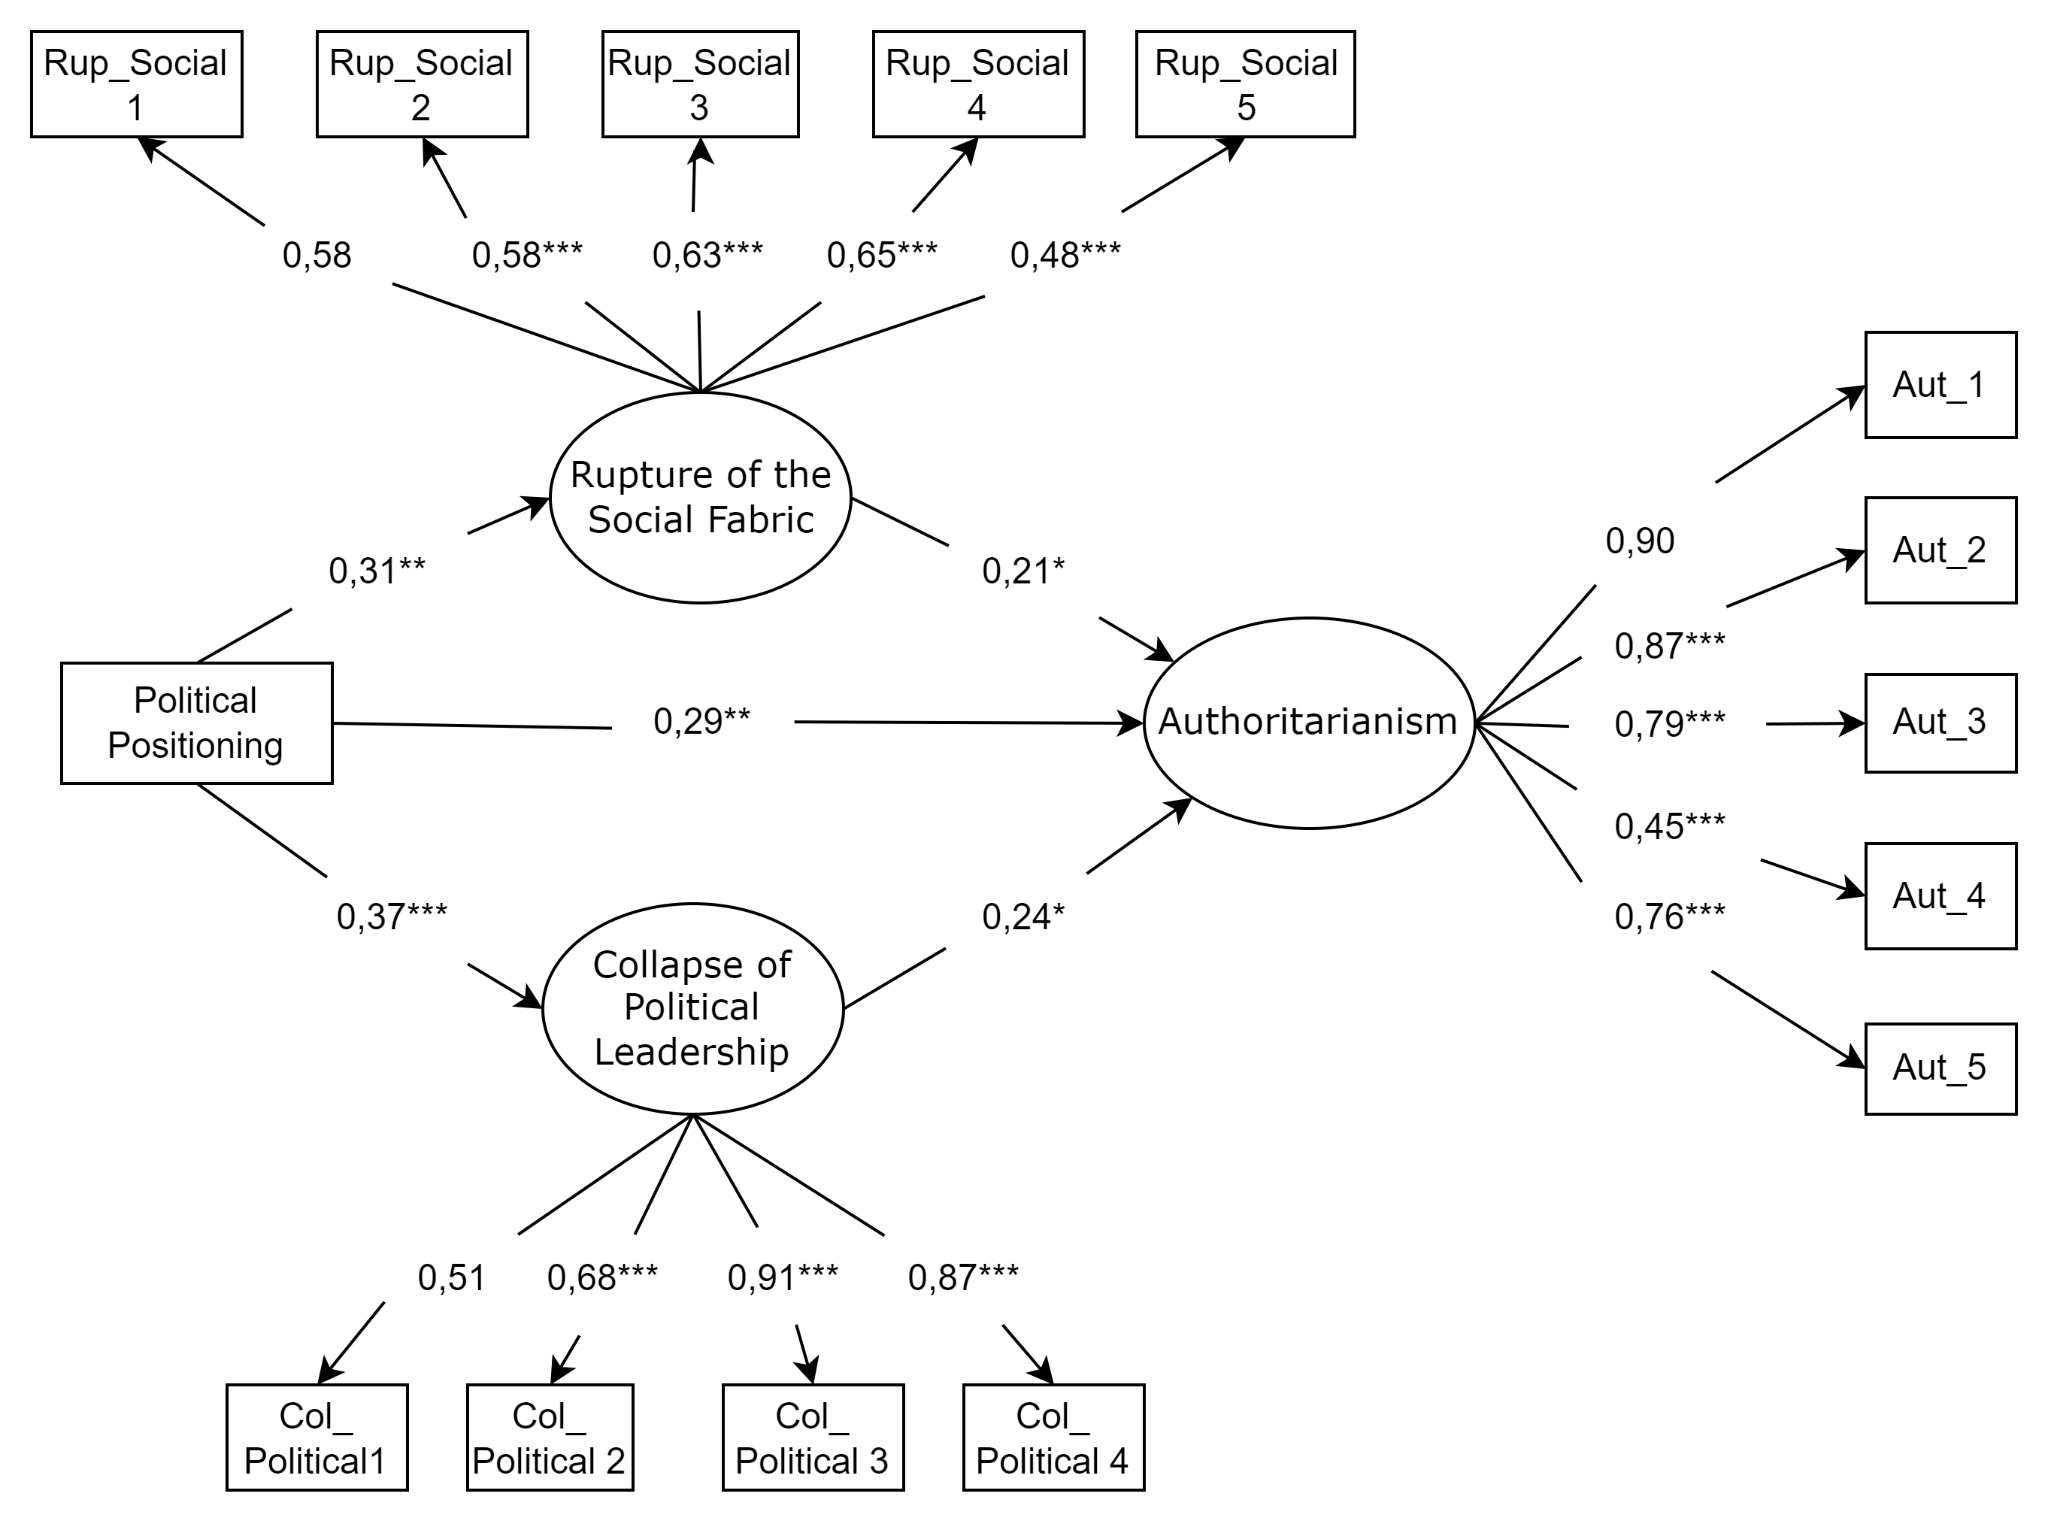 Rup_Social
1
Rup_Social
2
Rup_Social
3
Rup_Social
4
Rup_Social
5
0,58
0,58***
0,63***
0,65***
0,48***
Rupture of the
Social Fabric
0,31**
0,21*
Political
Positioning
0,29**
Authoritarianism
0,37***
0,24*
Collapse of
Political
Leadership
0,90
0,87***
0,79***
0,45***
0,76***
Aut_1
Aut_2
Aut_3
Aut_4
Aut_5
0,51
0,68***
0,91***
0,87***
Col_
Political1
Col_
Political 2
Col_
Political 3
Col_
Political 4